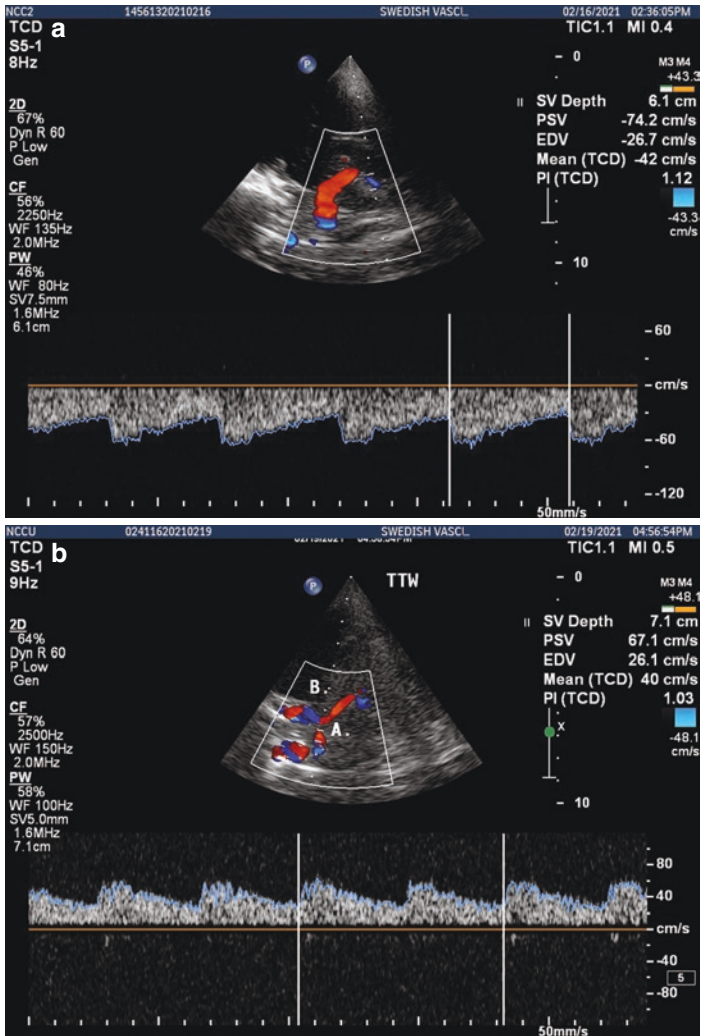 NCC2 14561320210216 SWEDISH VASCL 02/16/2021 02:36:05PM
TCD a TIC1.1 MI 0.4
S5-1
8Hz
P
0
M3 M4
+43.3
2D
67%
Dyn R 60
P Low
Gen
SV Depth 6.1 cm
PSV -74.2 cm/s
EDV -26.7 cm/s
Mean (TCD) -42 cm/s
PI (TCD) 1.12
CF
56%
2250Hz
WF 135Hz
2.0MHz
-43.3
cm/s
PW
46%
WF 80Hz
SV7.5mm
1.6MHz
6.1cm
10
60
cm/s
-60
-120
50mm/s
NCCU 02411620210219 SWEDISH VASCL 02/19/2021 04:56:54PM
TCD b TIC1.1 MI 0.5
S5-1
9Hz
P
TTW
0
M3 M4
+48.1
2D
64%
Dyn R 60
P Low
Gen
SV Depth 7.1 cm
PSV 67.1 cm/s
EDV 26.1 cm/s
Mean (TCD) 40 cm/s
PI (TCD) 1.03
B
A
X
CF
57%
2500Hz
WF 150Hz
2.0MHz
-48.1
cm/s
PW
58%
WF 100Hz
SV5.0mm
1.6MHz
7.1cm
10
80
40
cm/s
-40
5
-80
50mm/s